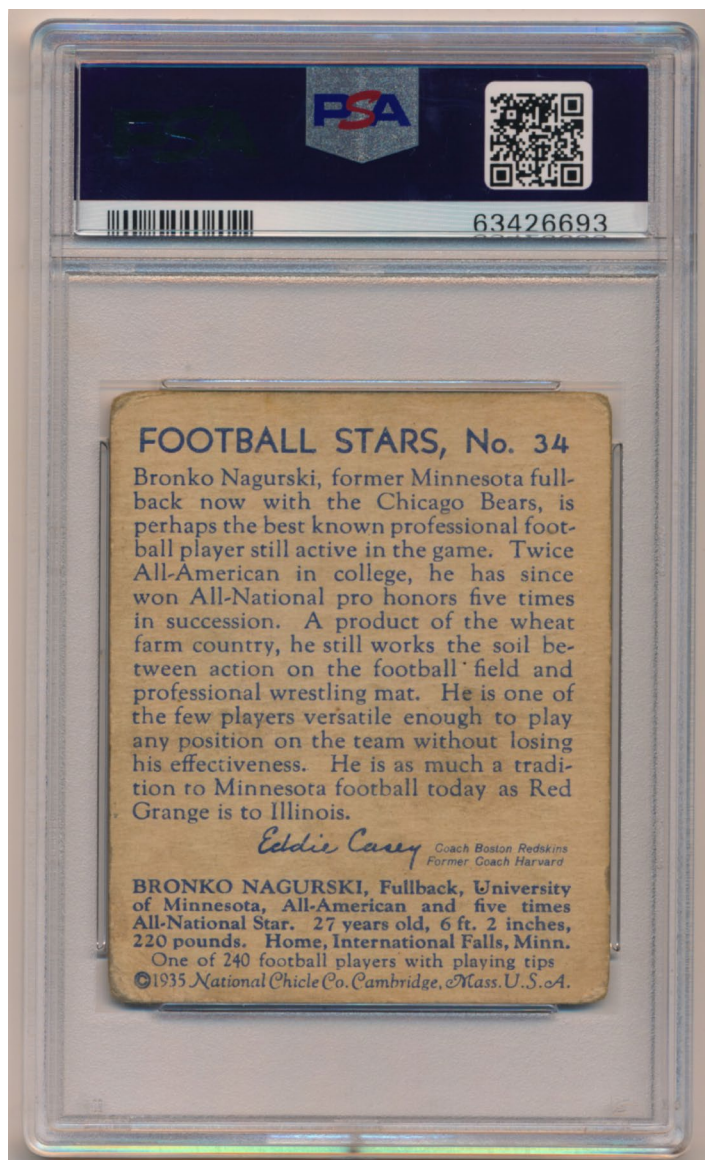 PSA
63426693
FOOTBALL STARS, No. 34
Bronko Nagurski, former Minnesota full-
back now with the Chicago Bears, is
perhaps the best known professional foot-
ball player still active in the game. Twice
All-American in college, he has since
won All-National pro honors five times
in succession. A product of the wheat
farm country, he still works the soil be-
tween action on the football field and
professional wrestling mat. He is one of
the few players versatile enough to play
any position on the team without losing
his effectiveness. He is as much a tradi-
tion to Minnesota football today as Red
Grange is to Illinois.
Eddie Casey Coach Boston Redskins
Former Coach Harvard
BRONKO NAGURSKI, Fullback, University
of Minnesota, All-American and five times
All-National Star. 27 years old, 6 ft. 2 inches,
220 pounds. Home, International Falls, Minn.
One of 240 football players with playing tips
©1935 National Chicle Co. Cambridge, Mass. U.S.A.